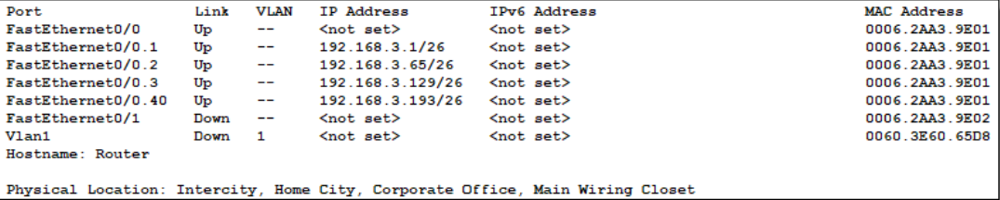 Port Link VLAN IP Address IPv6 Address MAC Address
FastEthernet0/0 Up -- <not set> <not set> 0006.2AA3.9E01
FastEthernet0/0.1 Up -- 192.168.3.1/26 <not set> 0006.2AA3.9E01
FastEthernet0/0.2 Up -- 192.168.3.65/26 <not set> 0006.2AA3.9E01
FastEthernet0/0.3 Up -- 192.168.3.129/26 <not set> 0006.2AA3.9E01
FastEthernet0/0.40 Up -- 192.168.3.193/26 <not set> 0006.2AA3.9E01
FastEthernet0/1 Down -- <not set> <not set> 0006.2AA3.9E02
Vlan1 Down 1 <not set> <not set> 0060.3E60.65D8
Hostname: Router
Physical Location: Intercity, Home City, Corporate Office, Main Wiring Closet